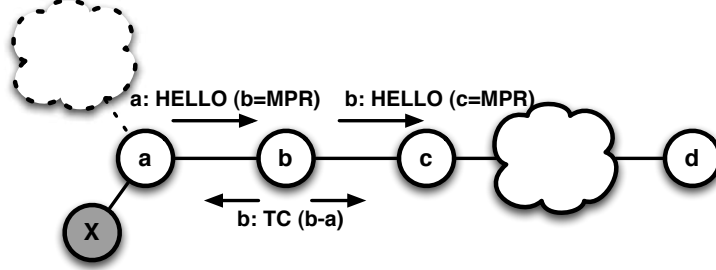 a: HELLO (b=MPR) b: HELLO (c=MPR)
a b c d
b: TC (b-a)
X